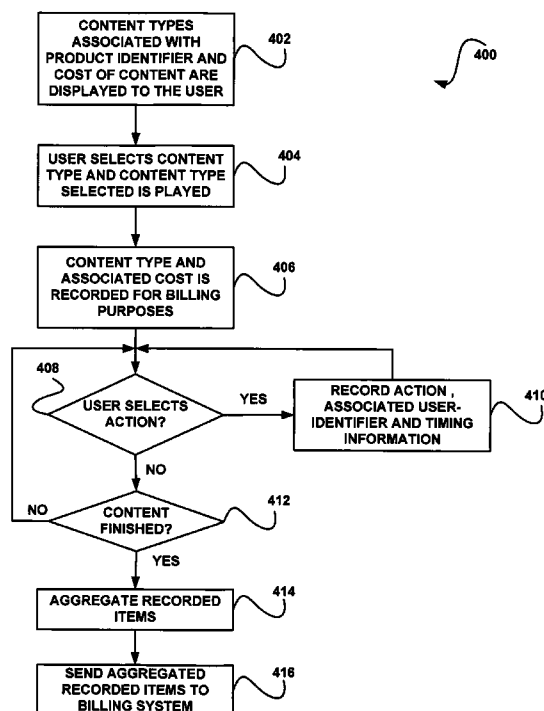 CONTENT TYPES
ASSOCIATED WITH
PRODUCT IDENTIFIER AND
COST OF CONTENT ARE
DISPLAYED TO THE USER
402
400
USER SELECTS CONTENT
TYPE AND CONTENT TYPE
SELECTED IS PLAYED
404
CONTENT TYPE AND
ASSOCIATED COST IS
RECORDED FOR BILLING
PURPOSES
406
408
USER SELECTS
ACTION?
YES
RECORD ACTION ,
ASSOCIATED USER-
IDENTIFIER AND TIMING
INFORMATION
410
NO
NO
CONTENT
FINISHED?
412
YES
AGGREGATE RECORDED
ITEMS
414
SEND AGGREGATED
RECORDED ITEMS TO
BILLING SYSTEM
416